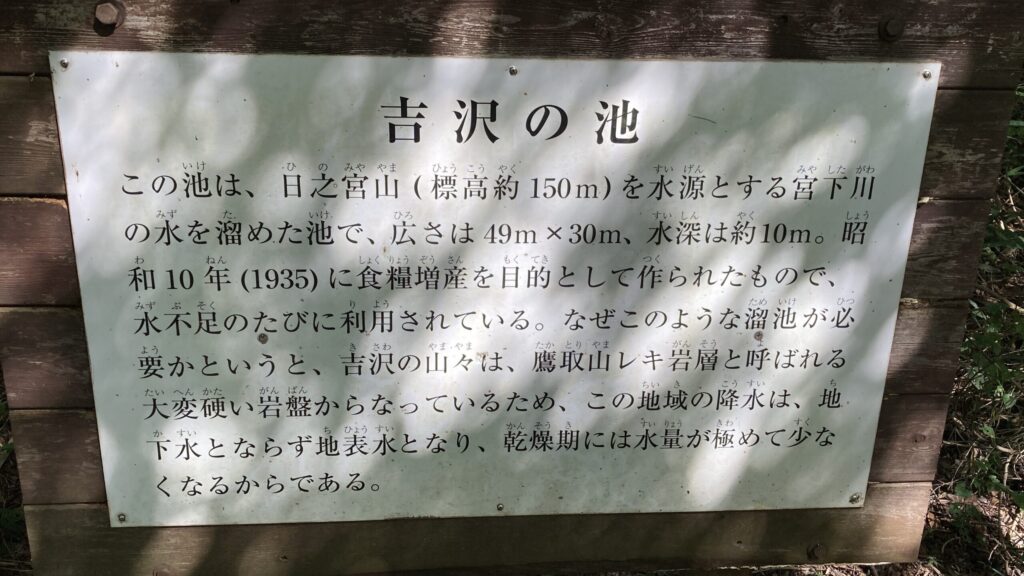 吉沢の池
この池は、日之宮山(標高約150m)を水源とする宮下川
の水を溜めた池で、広さは49m×30m、水深は約10m。昭
和10年(1935)に食糧増産を目的として作られたもので、
水不足のたびに利用されている。なぜこのような溜池が必
要かというと、吉沢の山々は、鷹取山レキ岩層と呼ばれる
大変硬い岩盤からなっているため、この地域の降水は、地
下水とならず地表水となり、乾燥期には水量が極めて少な
くなるからである。